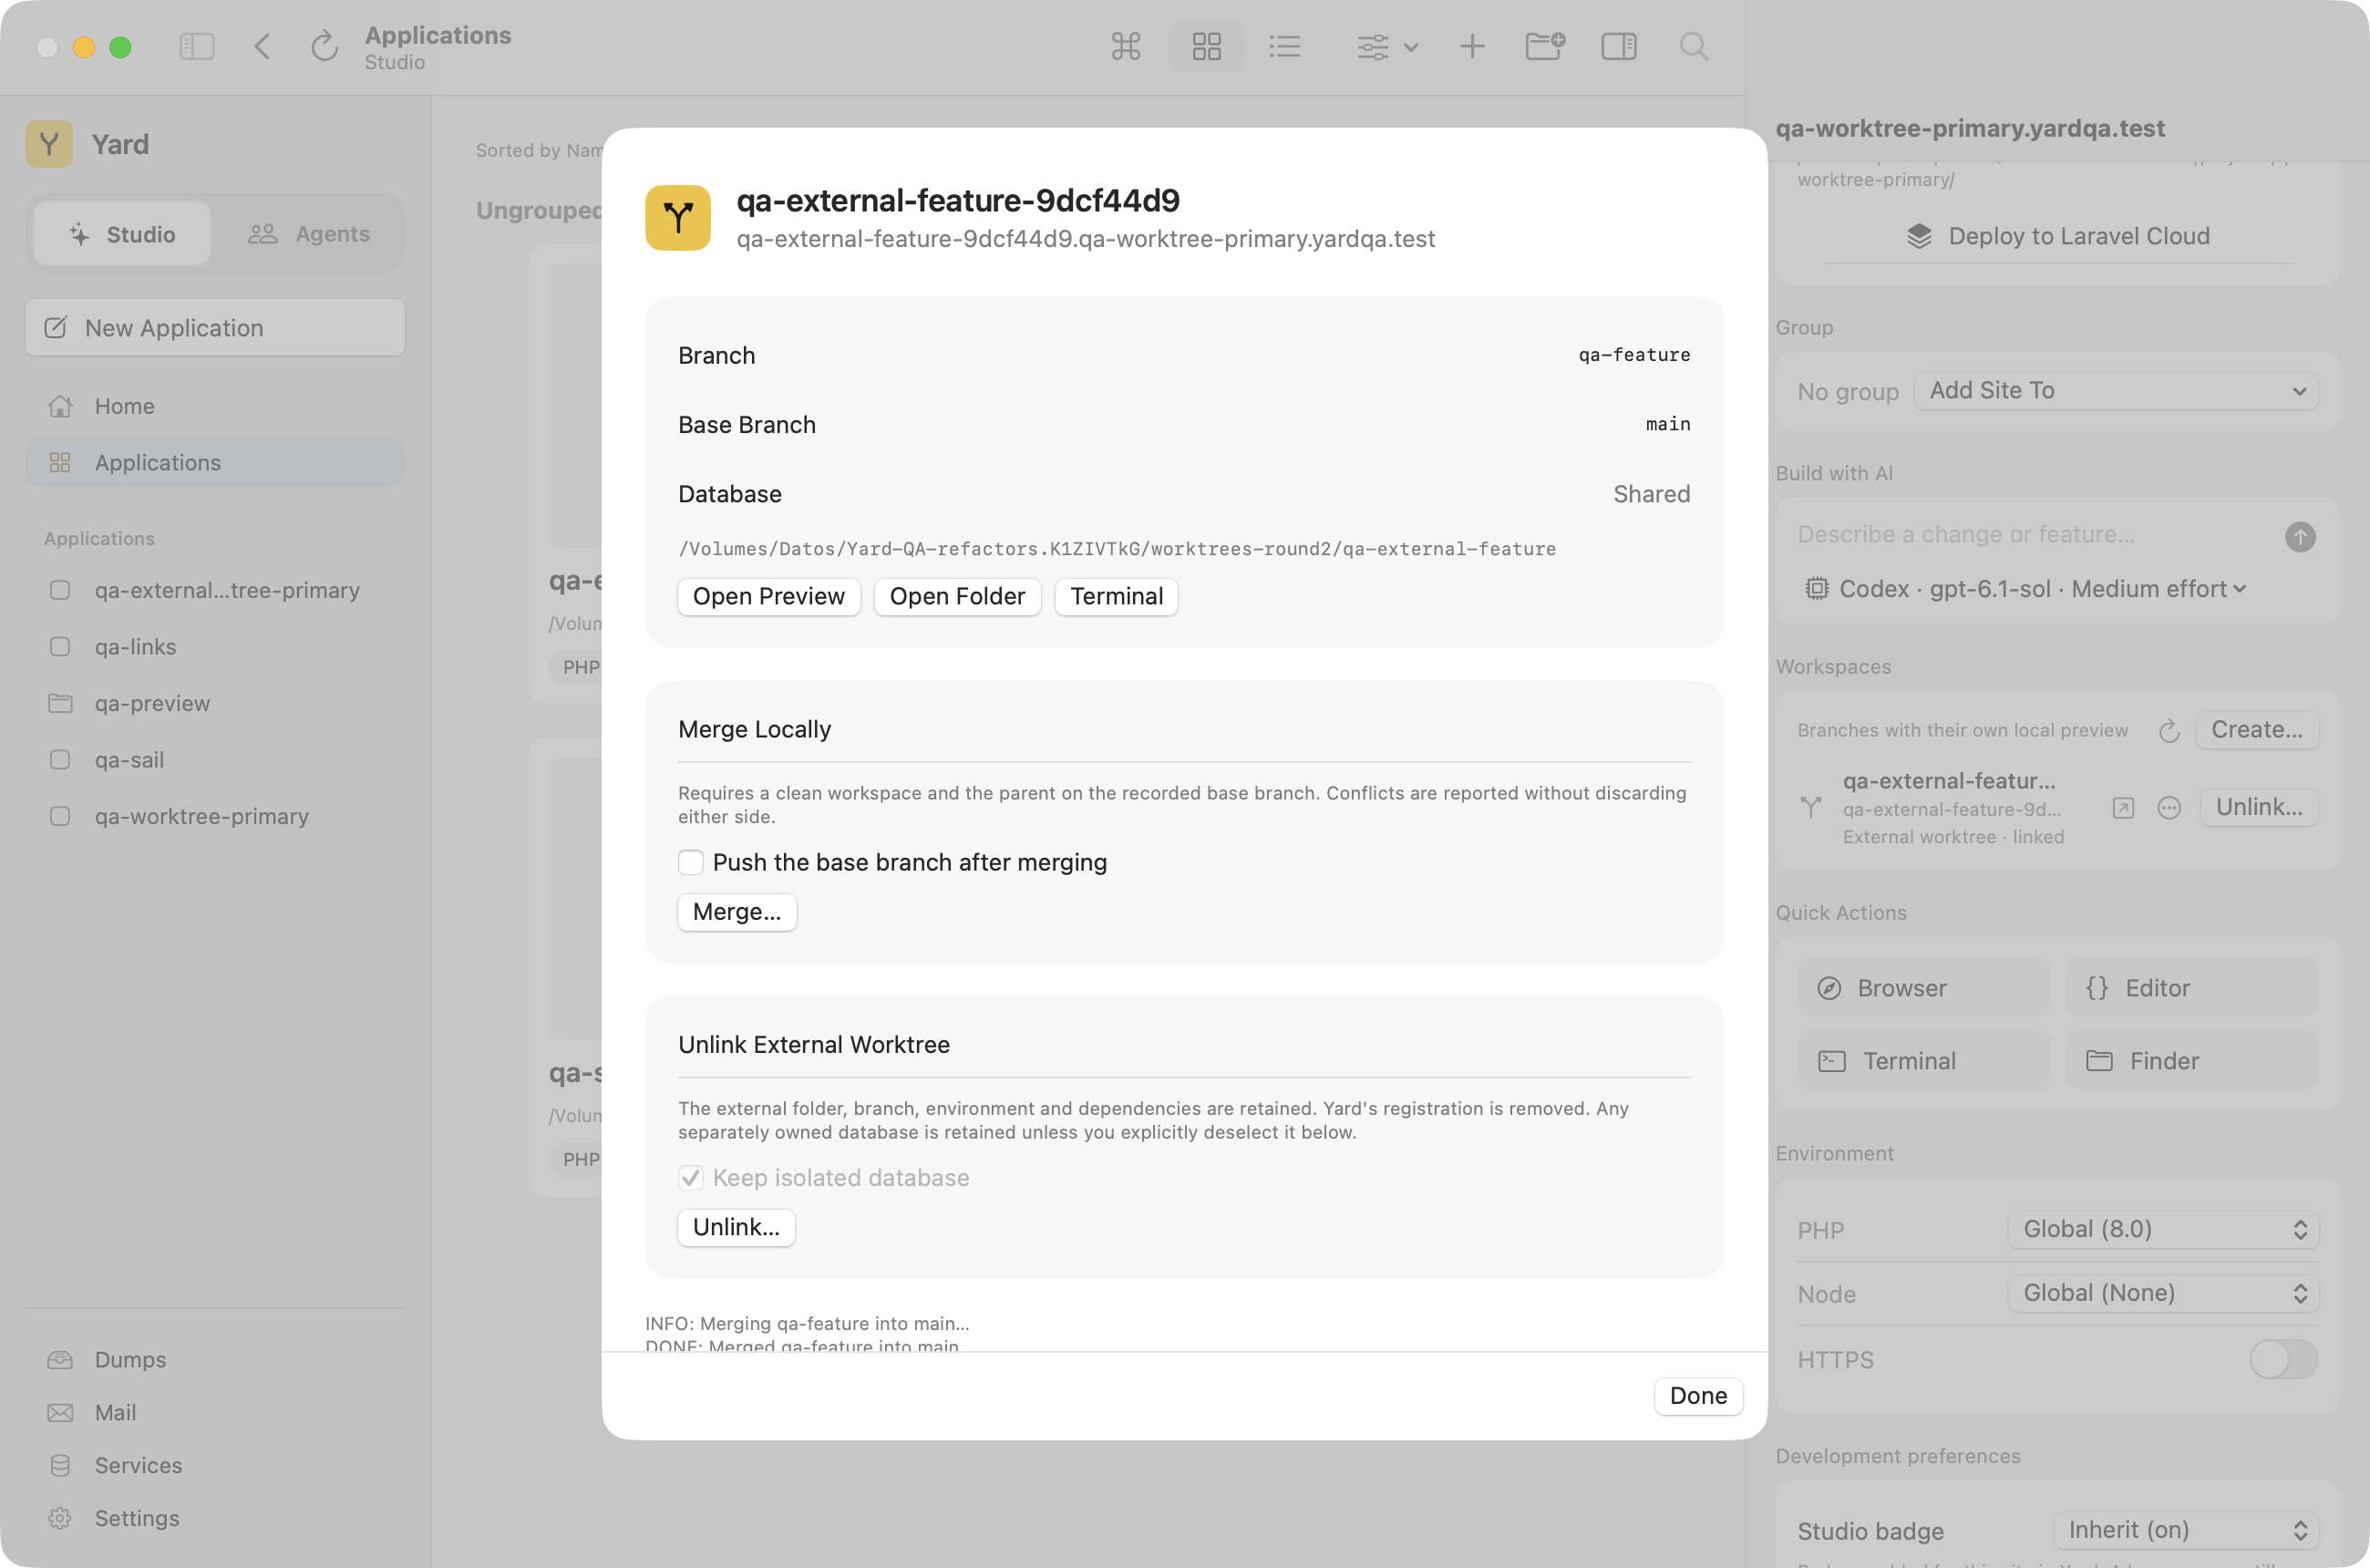 Applications
Studio
Yard
Studio
Agents
New Application
Home
Applications
Applications
qa-external...tree-primary
qa-links
qa-preview
qa-sail
qa-worktree-primary
Dumps
Mail
Services
Settings
Sorted by Nam
Ungrouped
qa-e
/Volum
PHP
qa-s
/Volum
PHP
qa-external-feature-9dcf44d9
qa-external-feature-9dcf44d9.qa-worktree-primary.yardqa.test
Branch
qa-feature
Base Branch
main
Database
Shared
/Volumes/Datos/Yard-QA-refactors.K1ZIVTkG/worktrees-round2/qa-external-feature
Open Preview
Open Folder
Terminal
Merge Locally
Requires a clean workspace and the parent on the recorded base branch. Conflicts are reported without discarding
either side.
Push the base branch after merging
Merge...
Unlink External Worktree
The external folder, branch, environment and dependencies are retained. Yard's registration is removed. Any
separately owned database is retained unless you explicitly deselect it below.
Keep isolated database
Unlink...
INFO: Merging qa-feature into main...
DONE: Merged qa-feature into main
Done
qa-worktree-primary.yardqa.test
worktree-primary/
Deploy to Laravel Cloud
Group
No group
Add Site To
Build with AI
Describe a change or feature...
Codex · gpt-6.1-sol · Medium effort
Workspaces
Branches with their own local preview
Create...
qa-external-featur...
qa-external-feature-9d...
External worktree · linked
Unlink...
Quick Actions
Browser
Editor
Terminal
Finder
Environment
PHP
Global (8.0)
Node
Global (None)
HTTPS
Development preferences
Studio badge
Inherit (on)